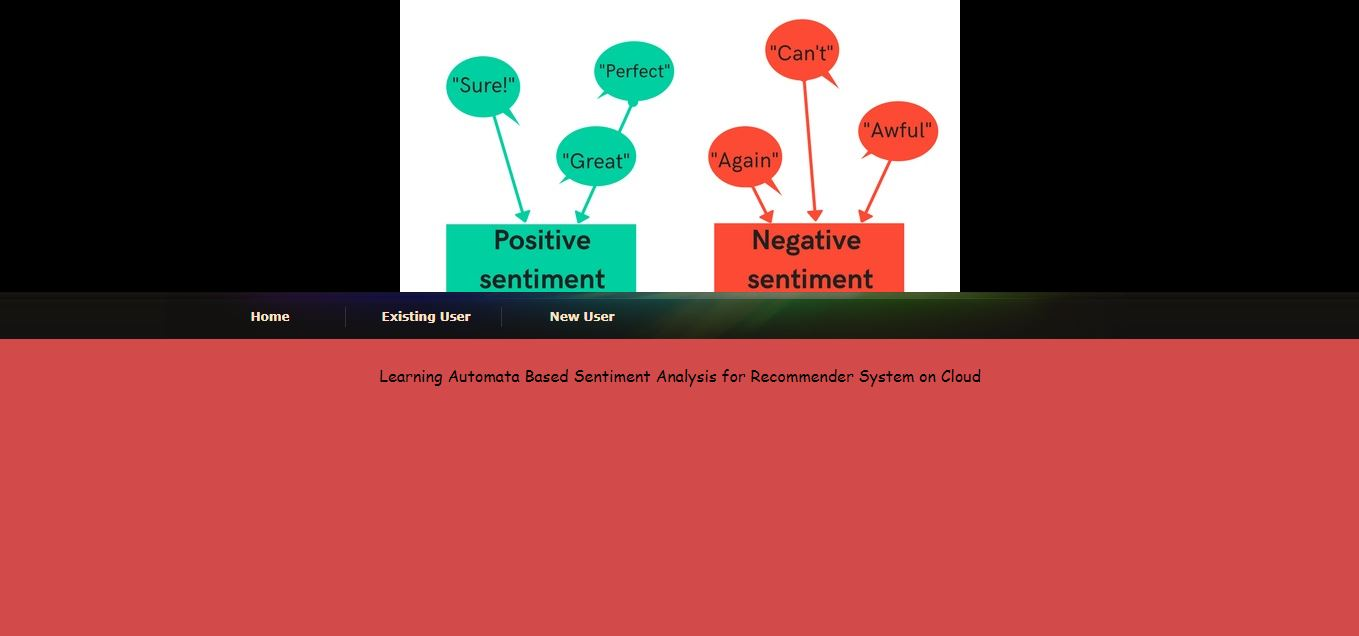 "Sure!"
"Perfect"
"Great"
"Can't"
"Again"
"Awful"
Positive
sentiment
Negative
sentiment
Home
Existing User
New User
Learning Automata Based Sentiment Analysis for Recommender System on Cloud